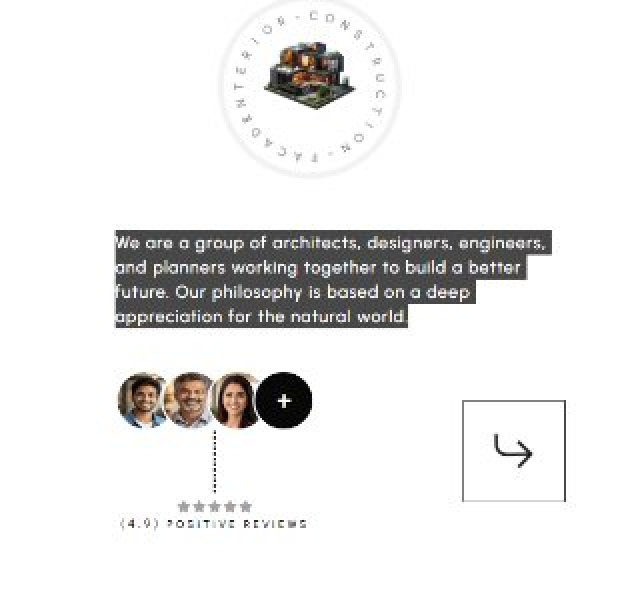 INTERIOR - CONSTRUCTION - FACADE
We are a group of architects, designers, engineers,
and planners working together to build a better
future. Our philosophy is based on a deep
appreciation for the natural world.
+
(4.9) POSITIVE REVIEWS